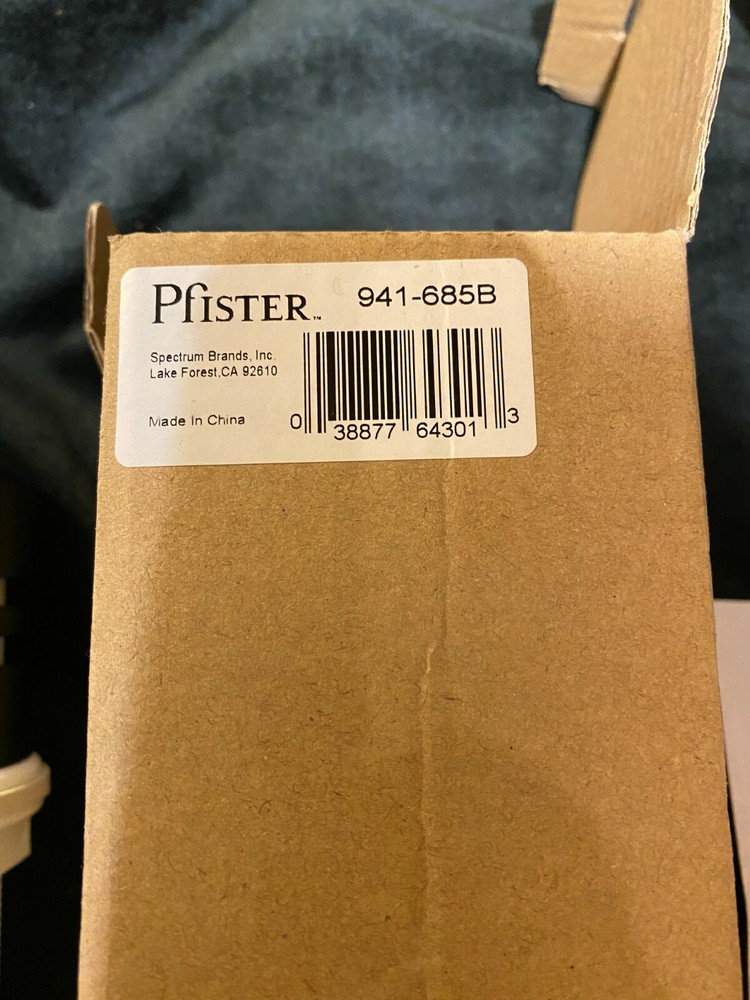 PfISTER™ 941-685B
Spectrum Brands, Inc.
Lake Forest,CA 92610
Made In China
0 38877 64301 3